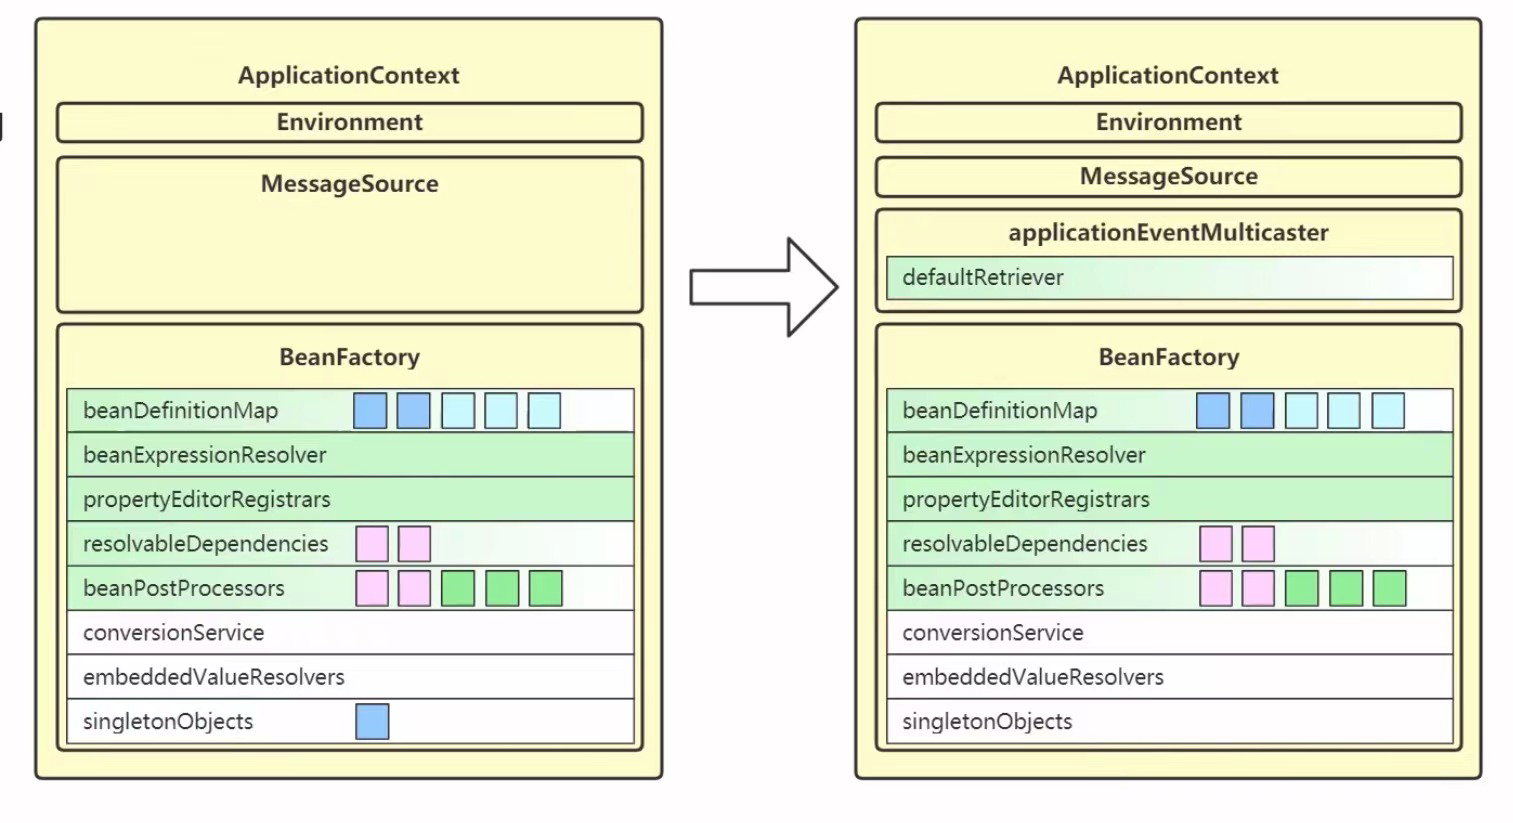 ApplicationContext
Environment
MessageSource
BeanFactory
beanDefinitionMap
beanExpressionResolver
propertyEditorRegistrars
resolvableDependencies
beanPostProcessors
conversionService
embeddedValueResolvers
singletonObjects
ApplicationContext
Environment
MessageSource
applicationEventMulticaster
defaultRetriever
BeanFactory
beanDefinitionMap
beanExpressionResolver
propertyEditorRegistrars
resolvableDependencies
beanPostProcessors
conversionService
embeddedValueResolvers
singletonObjects